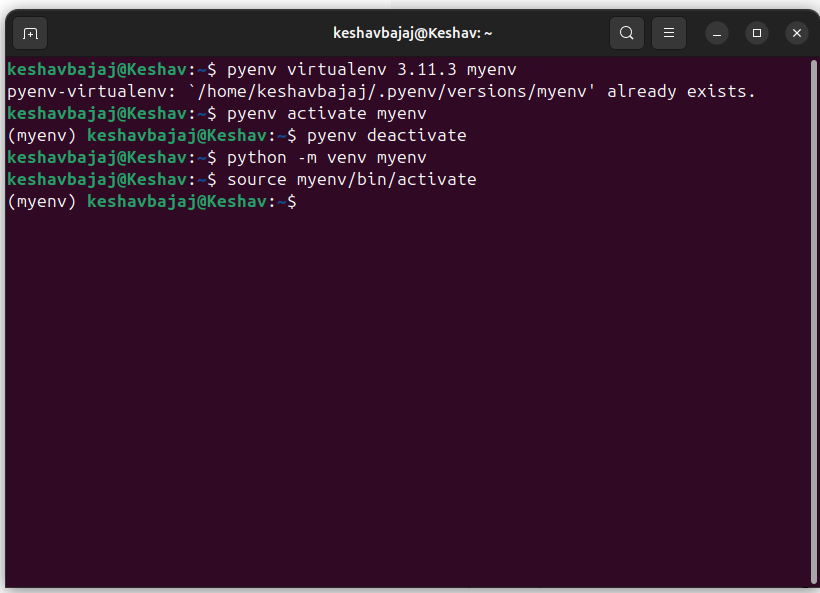 keshavbajaj@Keshav: ~
keshavbajaj@Keshav:~$ pyenv virtualenv 3.11.3 myenv
pyenv-virtualenv: `/home/keshavbajaj/.pyenv/versions/myenv' already exists.
keshavbajaj@Keshav:~$ pyenv activate myenv
(myenv) keshavbajaj@Keshav:~$ pyenv deactivate
keshavbajaj@Keshav:~$ python -m venv myenv
keshavbajaj@Keshav:~$ source myenv/bin/activate
(myenv) keshavbajaj@Keshav:~$